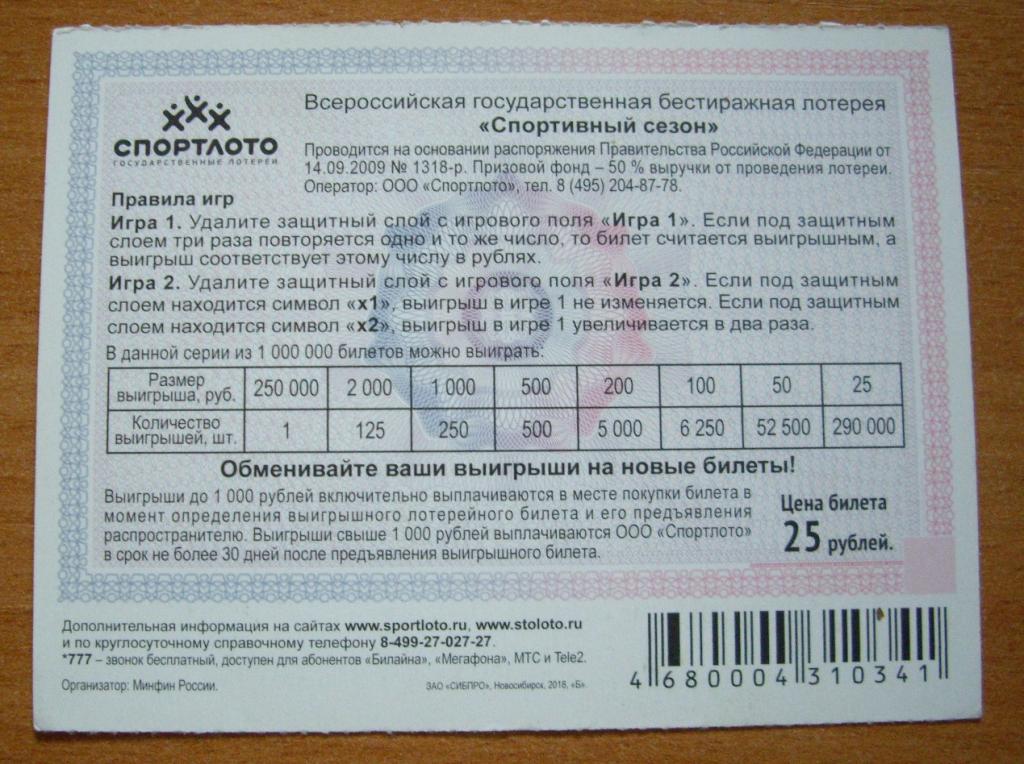 СПОРТЛОТО
ГОСУДАРСТВЕННЫЕ ЛОТЕРЕИ
Всероссийская государственная бестиражная лотерея
«Спортивный сезон»
Проводится на основании распоряжения Правительства Российской Федерации от
14.09.2009 № 1318-р. Призовой фонд – 50 % выручки от проведения лотереи.
Оператор: ООО «Спортлото», тел. 8 (495) 204-87-78.
Правила игр
Игра 1. Удалите защитный слой с игрового поля «Игра 1». Если под защитным
слоем три раза повторяется одно и то же число, то билет считается выигрышным, а
выигрыш соответствует этому числу в рублях.
Игра 2. Удалите защитный слой с игрового поля «Игра 2». Если под защитным
слоем находится символ «х1», выигрыш в игре 1 не изменяется. Если под защитным
слоем находится символ «х2», выигрыш в игре 1 увеличивается в два раза.
В данной серии из 1 000 000 билетов можно выиграть:
Размер выигрыша, руб. 250 000 2 000 1 000 500 200 100 50 25
Количество выигрышей, шт. 1 125 250 500 5 000 6 250 52 500 290 000
Обменивайте ваши выигрыши на новые билеты!
Выигрыши до 1 000 рублей включительно выплачиваются в месте покупки билета в
момент определения выигрышного лотерейного билета и его предъявления
распространителю. Выигрыши свыше 1 000 рублей выплачиваются ООО «Спортлото»
в срок не более 30 дней после предъявления выигрышного билета.
Цена билета
25 рублей.
Дополнительная информация на сайтах www.sportloto.ru, www.stoloto.ru
и по круглосуточному справочному телефону 8-499-27-027-27.
*777 – звонок бесплатный, доступен для абонентов «Билайна», «Мегафона», МТС и Tele2.
Организатор: Минфин России.
ЗАО «СИБПРО», Новосибирск, 2016, «Б».
4 680004 310341